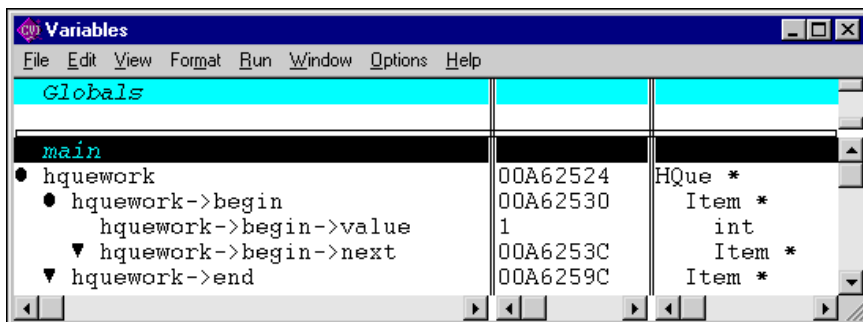 CVI Variables
File Edit View Format Run Window Options Help
Globals
main
hquework 00A62524 HQue *
hquework->begin 00A62530 Item *
hquework->begin->value 1 int
hquework->begin->next 00A6253C Item *
hquework->end 00A6259C Item *